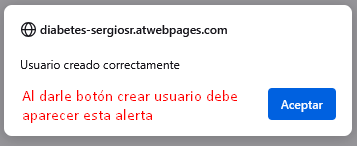 diabetes-sergiosr.atwebpages.com
Usuario creado correctamente
Al darle botón crear usuario debe
aparecer esta alerta
Aceptar